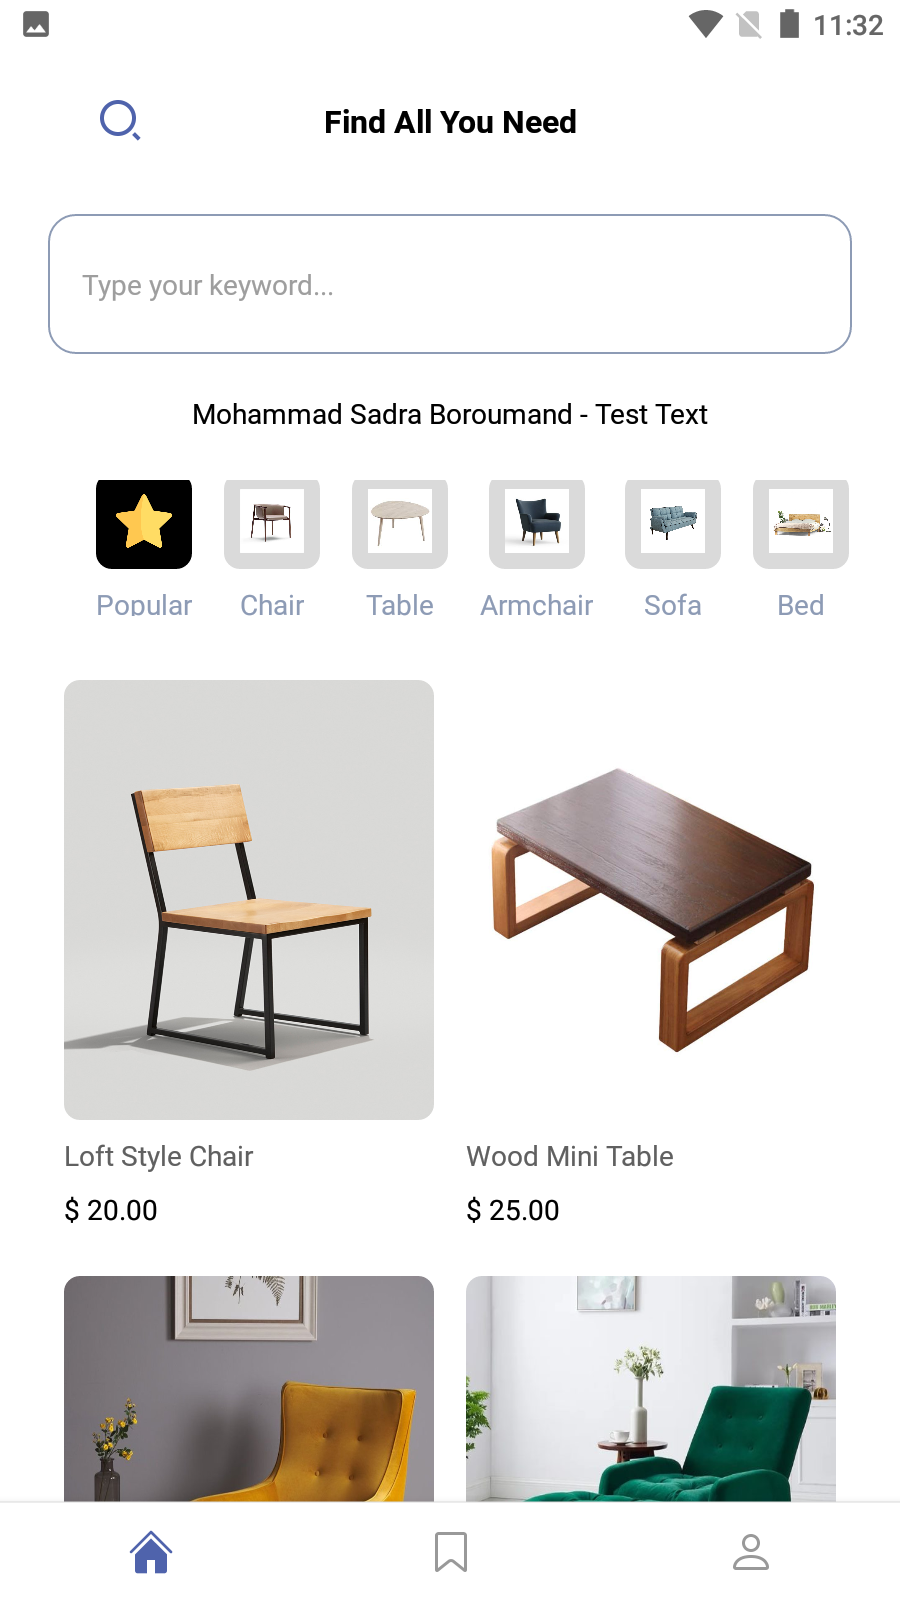 11:32
Find All You Need
Type your keyword...
Mohammad Sadra Boroumand - Test Text
Popular
Chair
Table
Armchair
Sofa
Bed
Loft Style Chair
Wood Mini Table
$ 20.00
$ 25.00